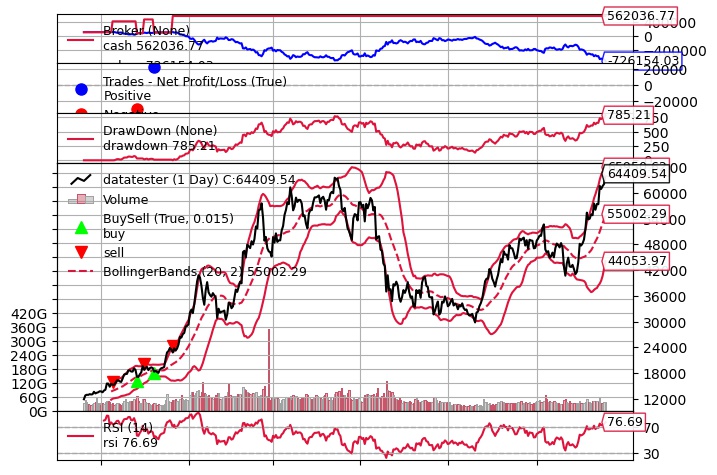 Broker (None)
cash 562036.77
562036.77
0
−400000
-726154.03
Trades - Net Profit/Loss (True)
Positive
20000
0
−20000
DrawDown (None)
drawdown 785.21
785.21
500
250
datatester (1 Day) C:64409.54
Volume
BuySell (True, 0.015)
buy
sell
BollingerBands (20, 2) 55002.29
64409.54
60000
55002.29
48000
44053.97
36000
30000
24000
18000
12000
420G
360G
300G
240G
180G
120G
60G
0G
RSI (14)
rsi 76.69
76.69
70
30